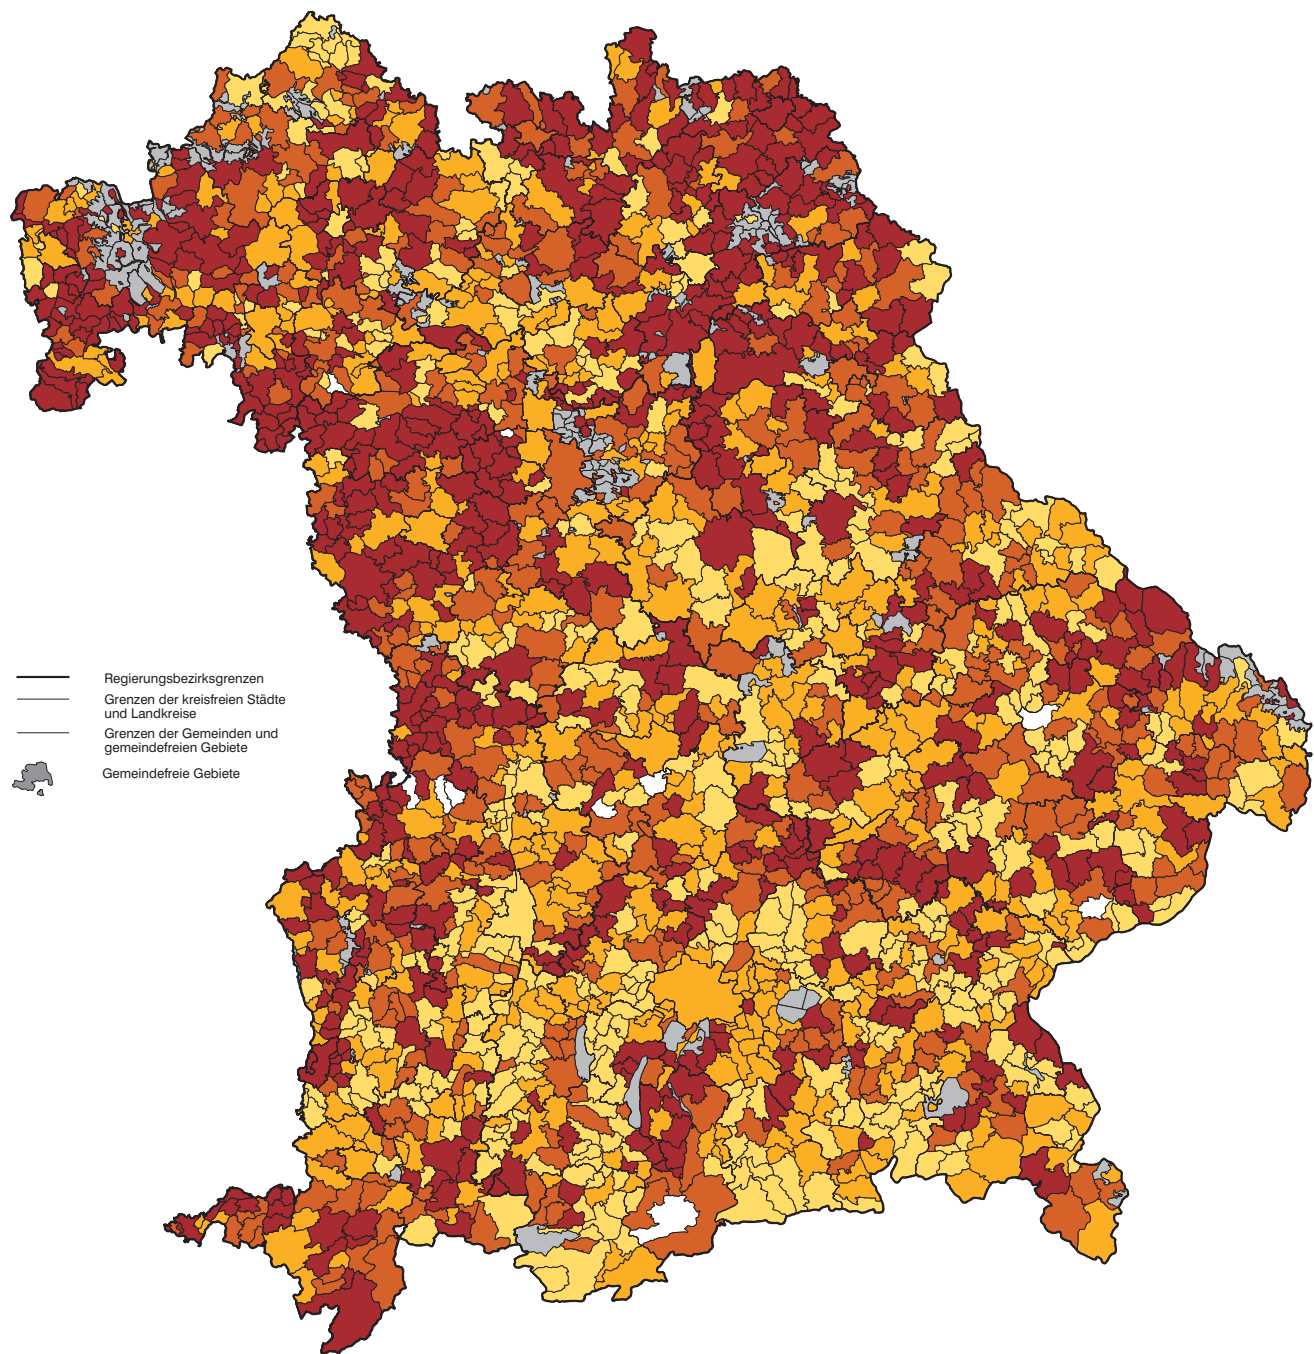 Regierungsbezirksgrenzen
Grenzen der kreisfreien Städte
und Landkreise
Grenzen der Gemeinden und
gemeindefreien Gebiete
Gemeindefreie Gebiete